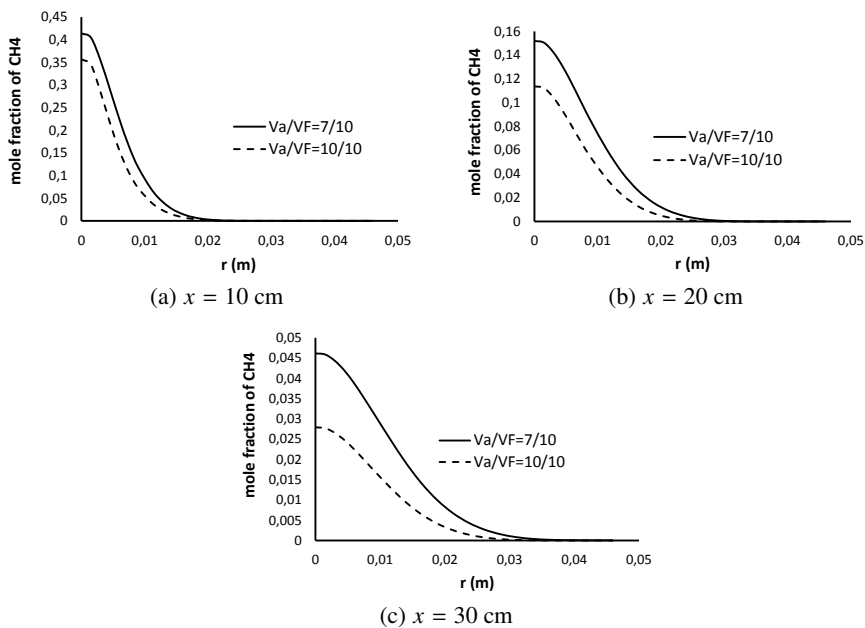 mole fraction of CH4
0,45
0,4
0,35
0,3
0,25
0,2
0,15
0,1
0,05
0
0 0,01 0,02 0,03 0,04 0,05
r (m)
Va/VF=7/10
Va/VF=10/10
(a) x = 10 cm
mole fraction of CH4
0,16
0,14
0,12
0,1
0,08
0,06
0,04
0,02
0
0 0,01 0,02 0,03 0,04 0,05
r (m)
Va/VF=7/10
Va/VF=10/10
(b) x = 20 cm
mole fraction of CH4
0,05
0,045
0,04
0,035
0,03
0,025
0,02
0,015
0,01
0,005
0
0 0,01 0,02 0,03 0,04 0,05
r (m)
Va/VF=7/10
Va/VF=10/10
(c) x = 30 cm